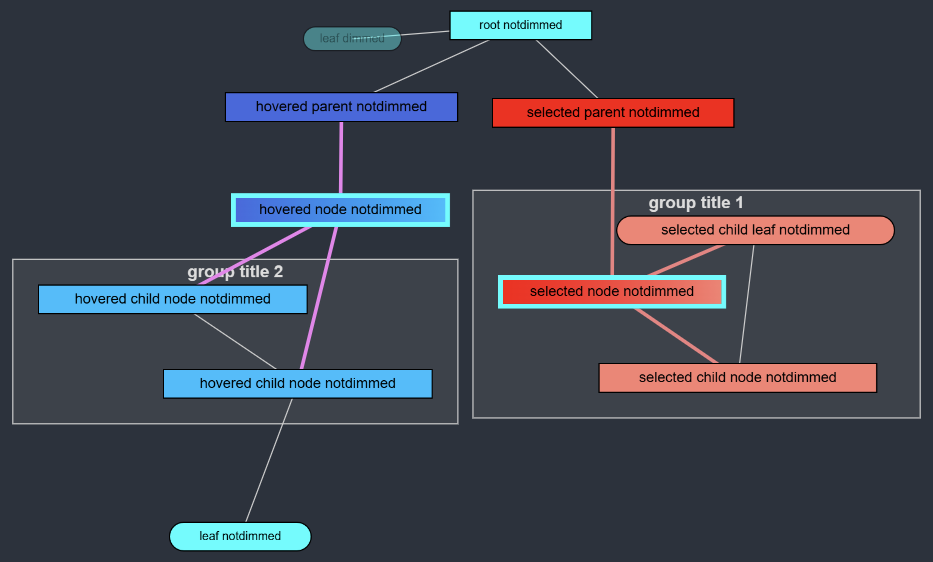 root notdimmed
leaf dimmed
hovered parent notdimmed
selected parent notdimmed
hovered node notdimmed
group title 1
selected child leaf notdimmed
group title 2
selected node notdimmed
hovered child node notdimmed
selected child node notdimmed
hovered child node notdimmed
leaf notdimmed